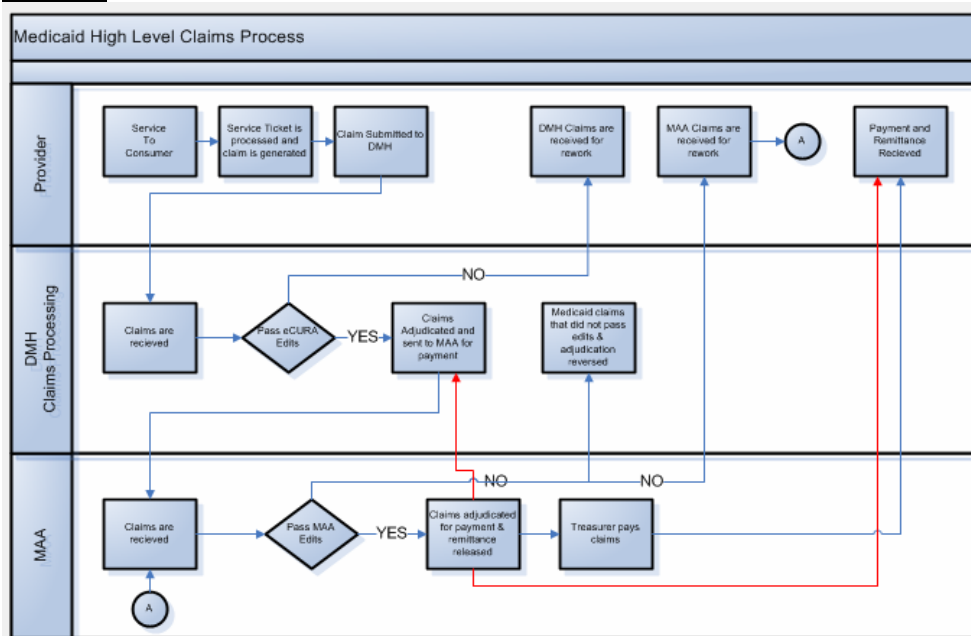 Medicaid High Level Claims Process
Provider
Service
To
Consumer
Service Ticket is
processed and
claim is generated
Claim Submitted to
DMH
DMH Claims are
received for
rework
MAA Claims are
received for
rework
A
Payment and
Remittance
Recieved
DMH
Claims Processing
Claims are
recieved
Pass eCURA
Edits
NO
YES
Claims
Adjudicated and
sent to MAA for
payment
Medicaid claims
that did not pass
edits &
adjudication
reversed
MAA
Claims are
recieved
Pass MAA
Edits
NO
NO
YES
Claims adjudicated
for payment &
remittance
released
Treasurer pays
claims
A